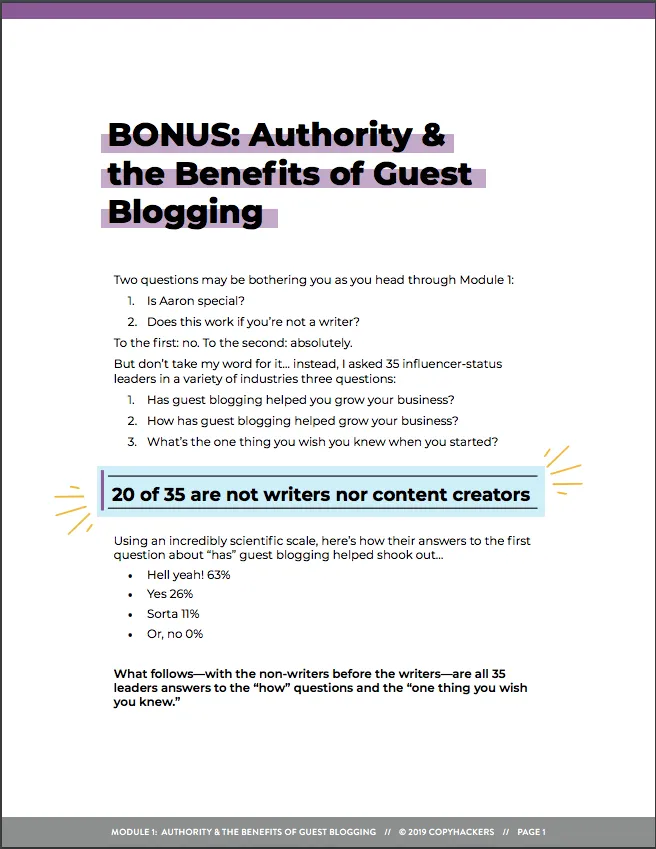 BONUS: Authority &
the Benefits of Guest
Blogging
Two questions may be bothering you as you head through Module 1:
1. Is Aaron special?
2. Does this work if you're not a writer?
To the first: no. To the second: absolutely.
But don't take my word for it... instead, I asked 35 influencer-status
leaders in a variety of industries three questions:
1. Has guest blogging helped you grow your business?
2. How has guest blogging helped grow your business?
3. What's the one thing you wish you knew when you started?
20 of 35 are not writers nor content creators
Using an incredibly scientific scale, here's how their answers to the first
question about “has” guest blogging helped shook out...
• Hell yeah! 63%
• Yes 26%
• Sorta 11%
• Or, no 0%
What follows—with the non-writers before the writers—are all 35
leaders answers to the “how” questions and the “one thing you wish
you knew.”
MODULE 1: AUTHORITY & THE BENEFITS OF GUEST BLOGGING // © 2019 COPYHACKERS // PAGE 1